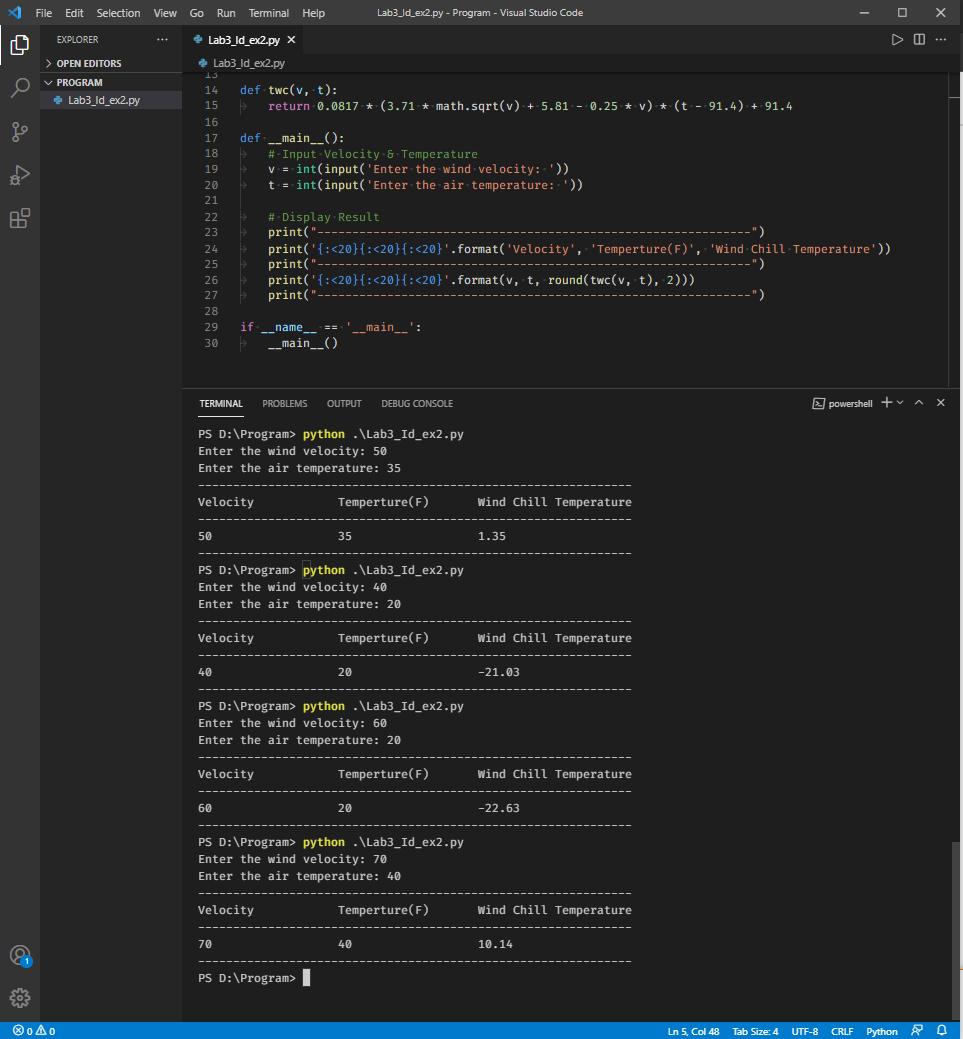 File Edit Selection View Go Run Terminal Help Lab3_Id_ex2.py - Program - Visual Studio Code
EXPLORER ···
OPEN EDITORS
PROGRAM
Lab3_Id_ex2.py
Lab3_Id_ex2.py
Lab3_Id_ex2.py
13
14 def twc(v, t):
15 return 0.0817 * (3.71 * math.sqrt(v) + 5.81 - 0.25 * v) * (t - 91.4) + 91.4
16
17 def __main__():
18 # Input Velocity & Temperature
19 v = int(input('Enter the wind velocity: '))
20 t = int(input('Enter the air temperature: '))
21
22 # Display Result
23 print("--------------------------------------------------------------")
24 print('{:<20}{:<20}{:<20}'.format('Velocity', 'Temperture(F)', 'Wind Chill Temperature'))
25 print("--------------------------------------------------------------")
26 print('{:<20}{:<20}{:<20}'.format(v, t, round(twc(v, t), 2)))
27 print("--------------------------------------------------------------")
28
29 if __name__ == '__main__':
30 __main__()
TERMINAL PROBLEMS OUTPUT DEBUG CONSOLE powershell
PS D:\Program> python .\Lab3_Id_ex2.py
Enter the wind velocity: 50
Enter the air temperature: 35
--------------------------------------------------------------
Velocity Temperture(F) Wind Chill Temperature
--------------------------------------------------------------
50 35 1.35
--------------------------------------------------------------
PS D:\Program> python .\Lab3_Id_ex2.py
Enter the wind velocity: 40
Enter the air temperature: 20
--------------------------------------------------------------
Velocity Temperture(F) Wind Chill Temperature
--------------------------------------------------------------
40 20 -21.03
--------------------------------------------------------------
PS D:\Program> python .\Lab3_Id_ex2.py
Enter the wind velocity: 60
Enter the air temperature: 20
--------------------------------------------------------------
Velocity Temperture(F) Wind Chill Temperature
--------------------------------------------------------------
60 20 -22.63
--------------------------------------------------------------
PS D:\Program> python .\Lab3_Id_ex2.py
Enter the wind velocity: 70
Enter the air temperature: 40
--------------------------------------------------------------
Velocity Temperture(F) Wind Chill Temperature
--------------------------------------------------------------
70 40 10.14
--------------------------------------------------------------
PS D:\Program>
1
0 0 Ln 5, Col 48 Tab Size: 4 UTF-8 CRLF Python